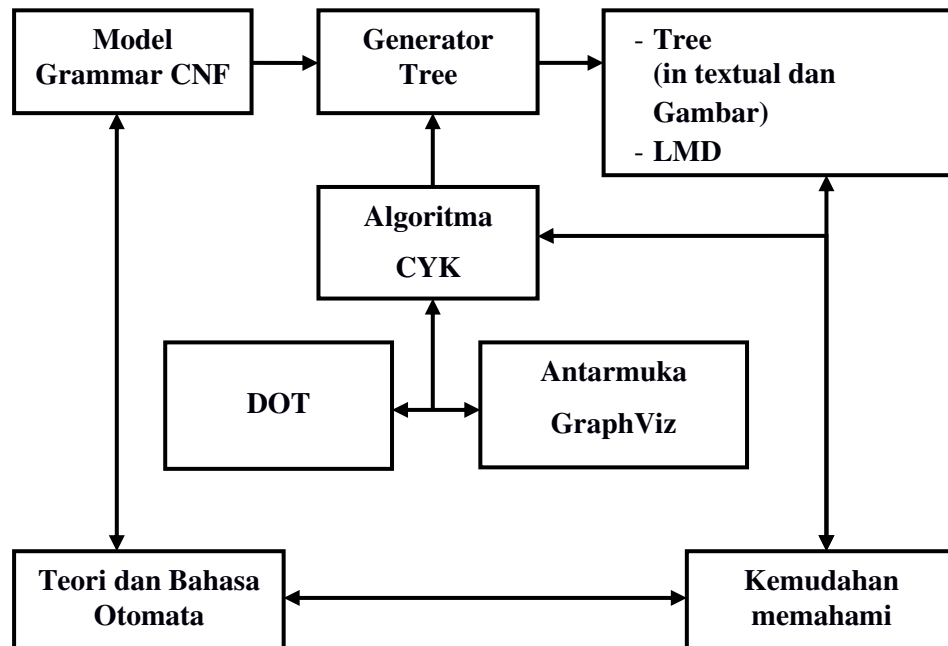 Model
Grammar CNF
Generator
Tree
- Tree
(in textual dan
Gambar)
- LMD
Algoritma
CYK
DOT
Antarmuka
GraphViz
Teori dan Bahasa
Otomata
Kemudahan
memahami